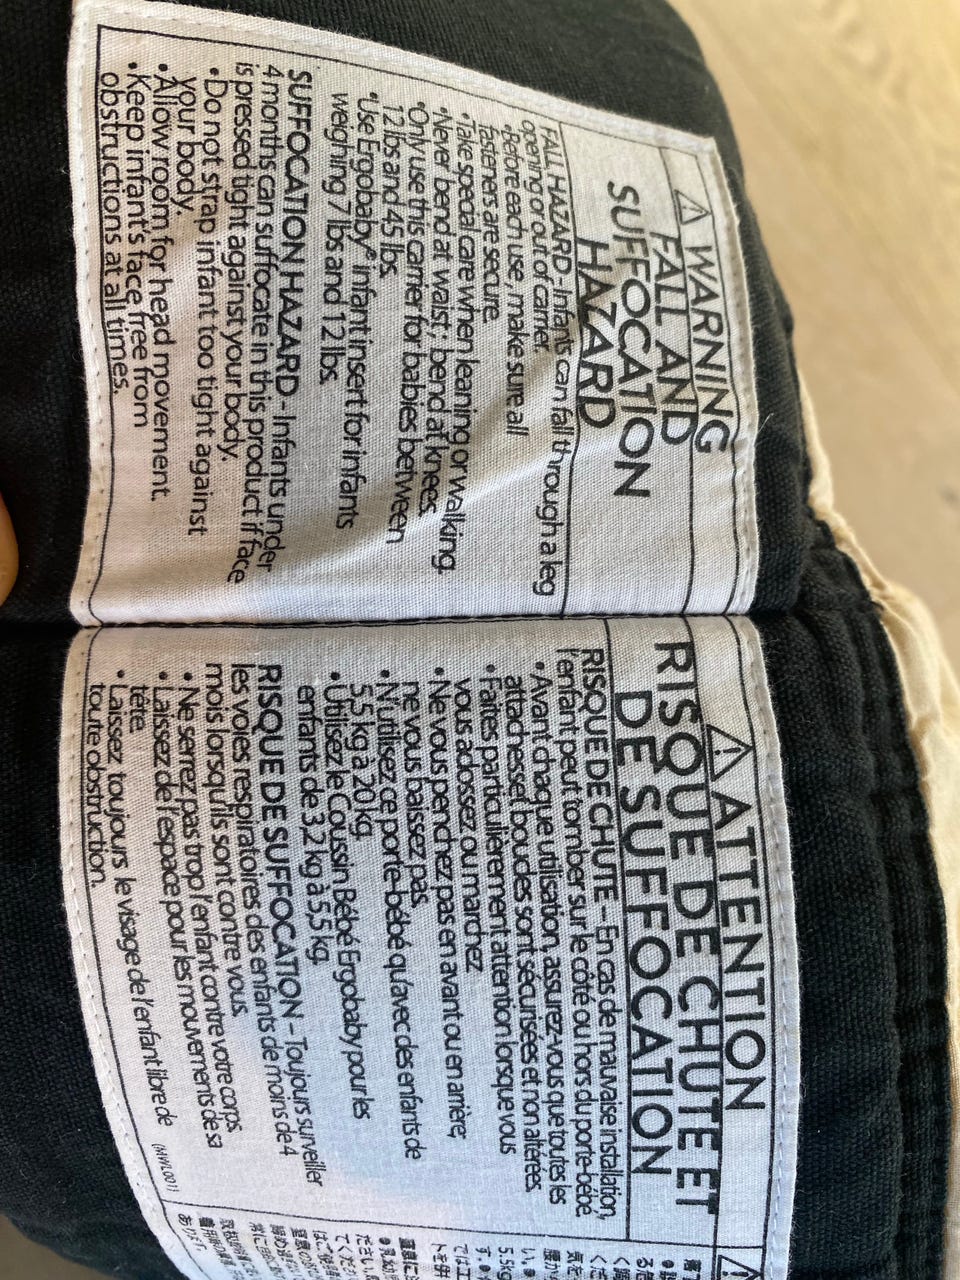 ⚠ WARNING
FALL AND
SUFFOCATION
HAZARD
FALL HAZARD - Infants can fall through a leg
opening or out of carrier.
•Before each use, make sure all
fasteners are secure.
•Take special care when leaning or walking.
•Never bend at waist; bend at knees.
•Only use this carrier for babies between
12 lbs and 45 lbs.
•Use Ergobaby® infant insert for infants
weighing 7 lbs and 12 lbs.
SUFFOCATION HAZARD - Infants under
4 months can suffocate in this product if face
is pressed tight against your body.
•Do not strap infant too tight against
your body.
•Allow room for head movement.
•Keep infant's face free from
obstructions at all times.
⚠ ATTENTION
RISQUE DE CHUTE ET
DE SUFFOCATION
RISQUE DE CHUTE – En cas de mauvaise installation,
l'enfant peut tomber sur le côté ou hors du porte-bébé.
• Avant chaque utilisation, assurez-vous que toutes les
attaches et boucles sont sécurisées et non altérées.
• Faites particulièrement attention lorsque vous
vous adossez ou marchez
• Ne vous penchez pas en avant ou en arrière,
ne vous baissez pas.
• N'utilisez ce porte-bébé qu'avec des enfants de
5,5 kg à 20 kg.
• Utilisez le Coussin Bébé Ergobaby pour les
enfants de 3,2 kg à 5,5 kg.
RISQUE DE SUFFOCATION – Toujours surveiller
les voies respiratoires des enfants de moins de 4
mois lorsqu'ils sont contre vous.
• Ne serrez pas trop l'enfant contre votre corps.
• Laissez de l'espace pour les mouvements de sa
tête.
• Laissez toujours le visage de l'enfant libre de
toute obstruction.
(MWL0011